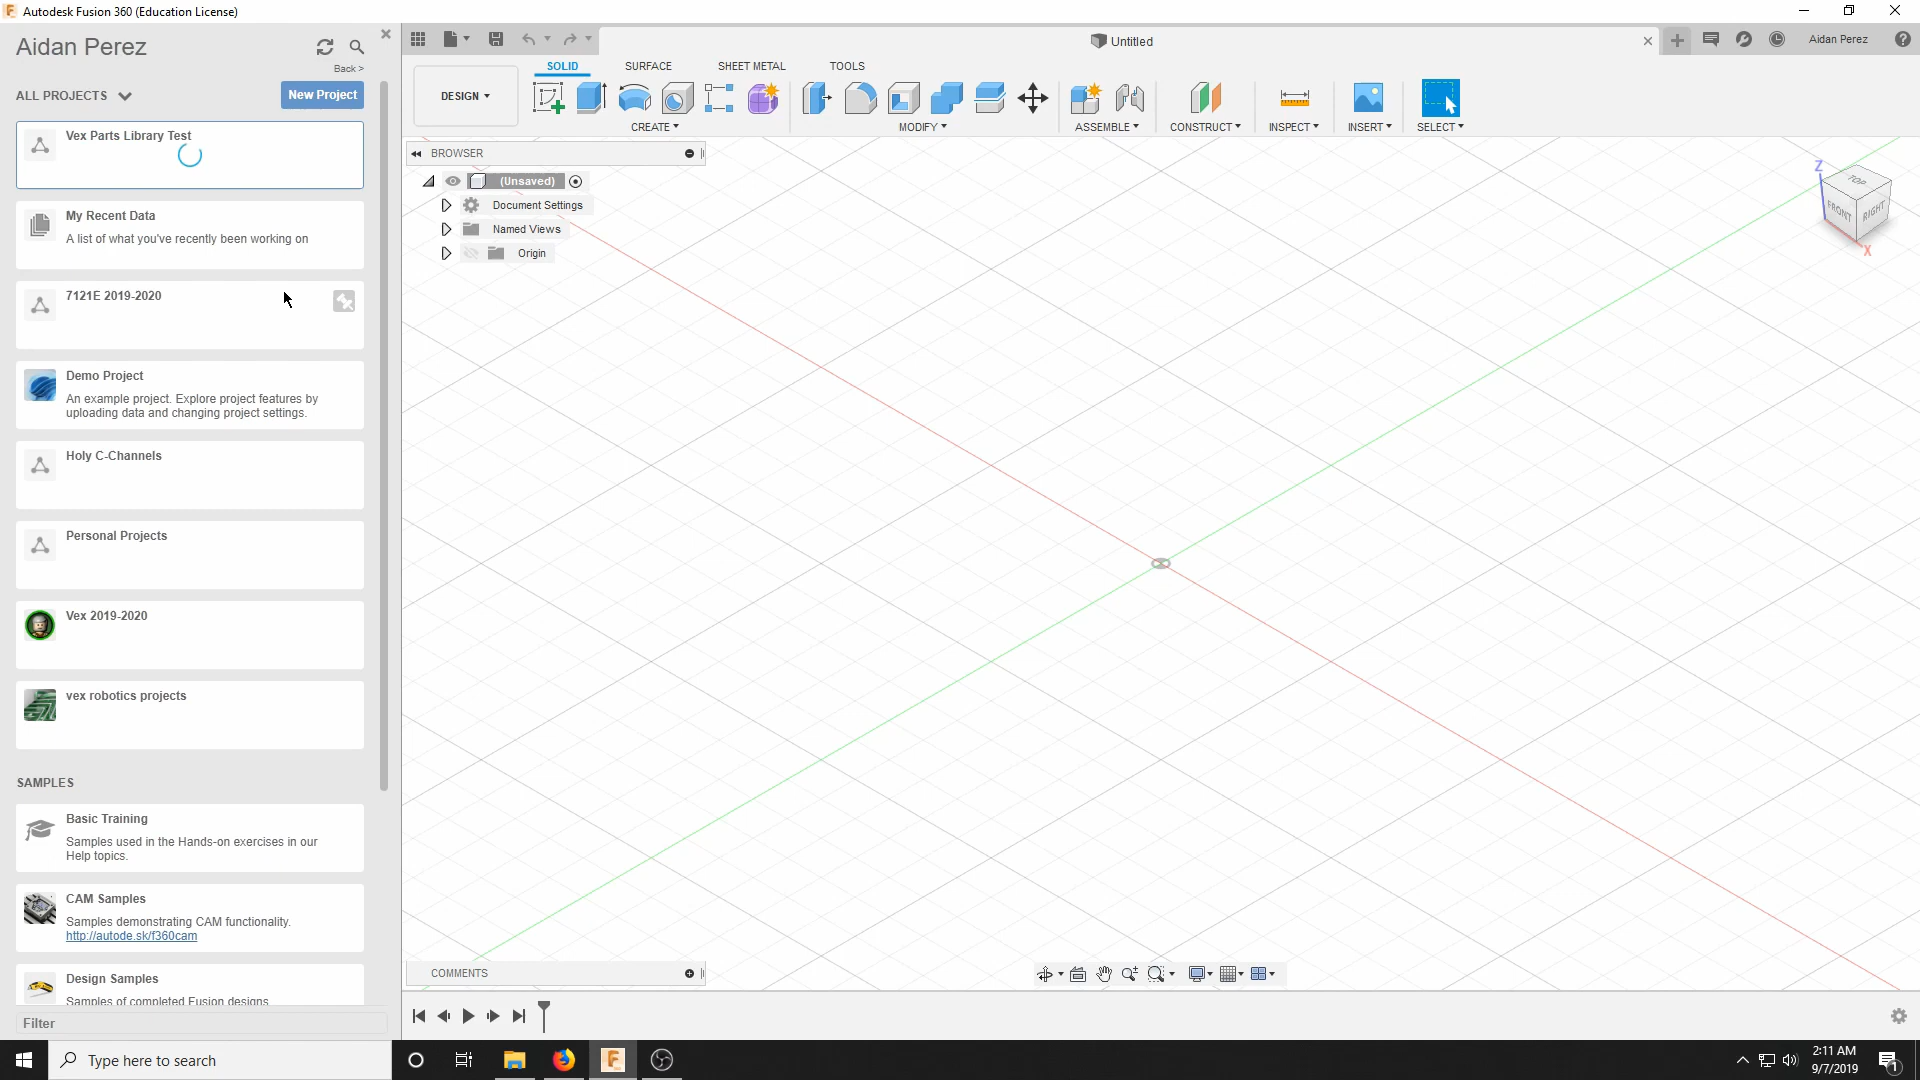 Autodesk Fusion 360 (Education License)
Aidan Perez
Back >
ALL PROJECTS
New Project
Vex Parts Library Test
My Recent Data
A list of what you've recently been working on
7121E 2019-2020
Demo Project
An example project. Explore project features by
uploading data and changing project settings.
Holy C-Channels
Personal Projects
Vex 2019-2020
vex robotics projects
SAMPLES
Basic Training
Samples used in the Hands-on exercises in our
Help topics.
CAM Samples
Samples demonstrating CAM functionality.
http://autode.sk/f360cam
Design Samples
Samples of completed Fusion designs
Filter
Untitled
Aidan Perez
SOLID
SURFACE
SHEET METAL
TOOLS
DESIGN
CREATE
MODIFY
ASSEMBLE
CONSTRUCT
INSPECT
INSERT
SELECT
BROWSER
(Unsaved)
Document Settings
Named Views
Origin
Z
TOP
FRONT
RIGHT
X
COMMENTS
Type here to search
2:11 AM
9/7/2019
1